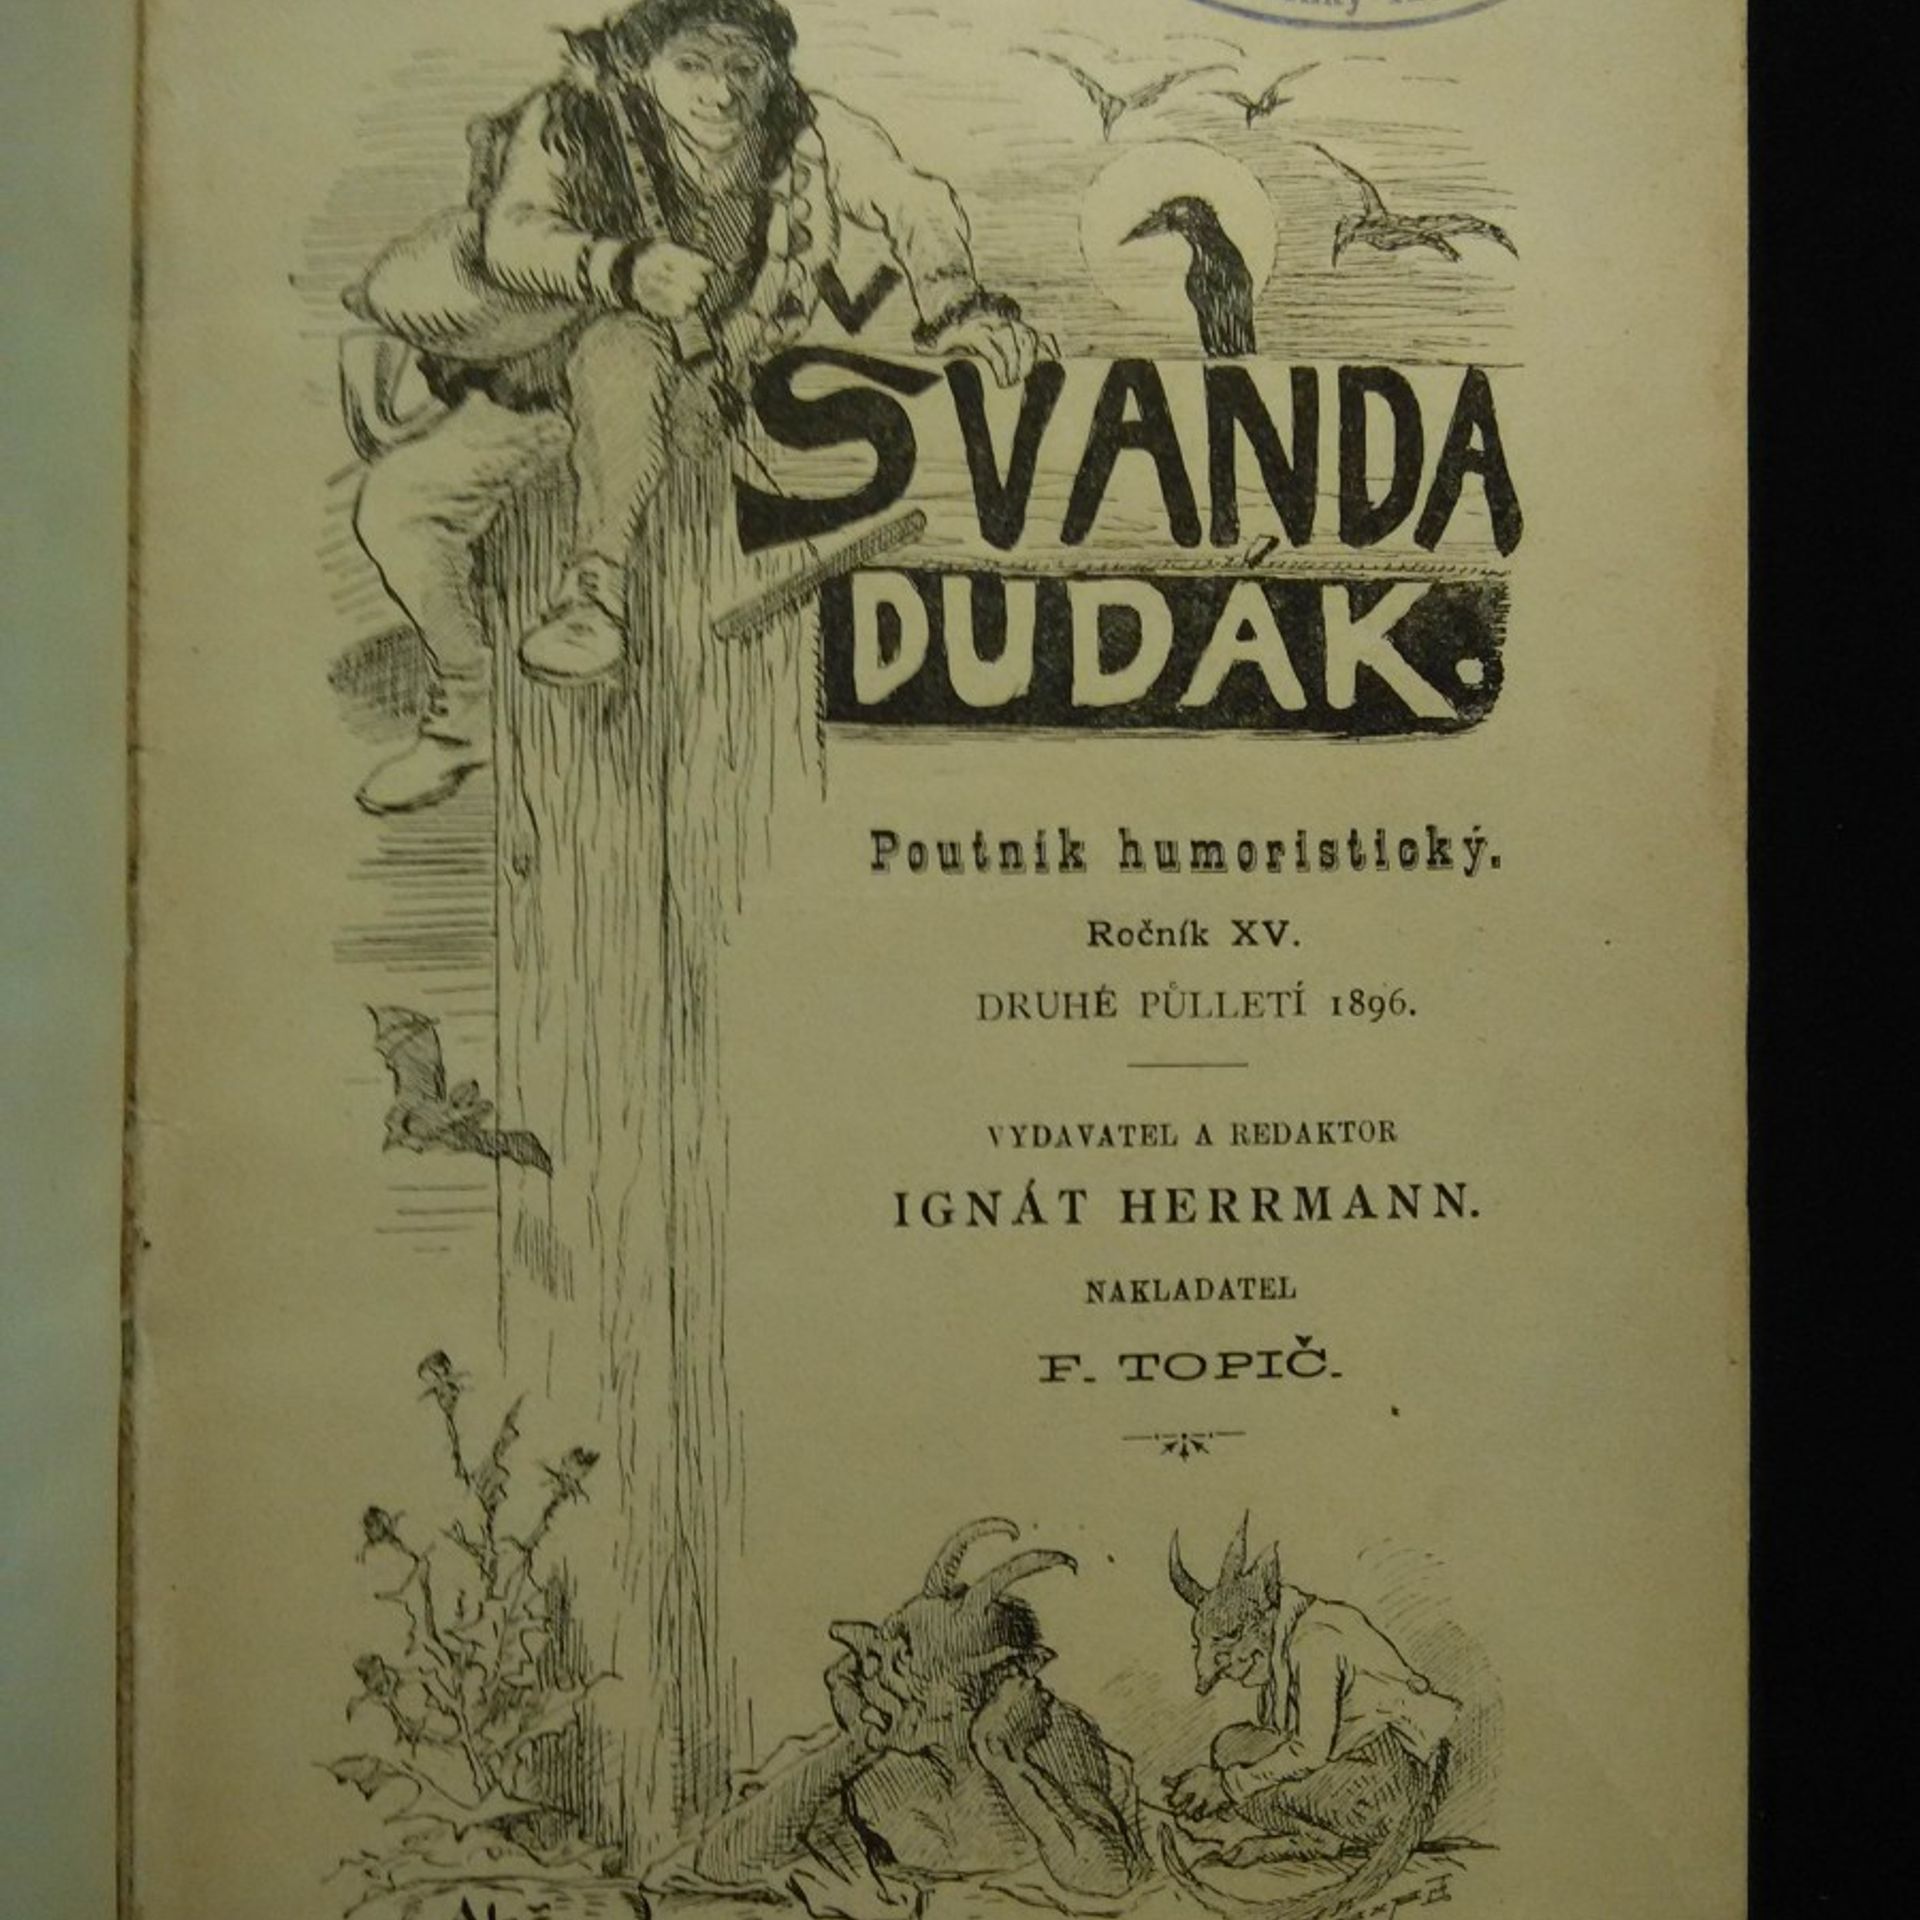 ŠVANDA
DUDÁK.
Poutník humoristický.
Ročník XV.
DRUHÉ PŮLLETÍ 1896.
VYDAVATEL A REDAKTOR
IGNÁT HERRMANN.
NAKLADATEL
F. TOPIČ.